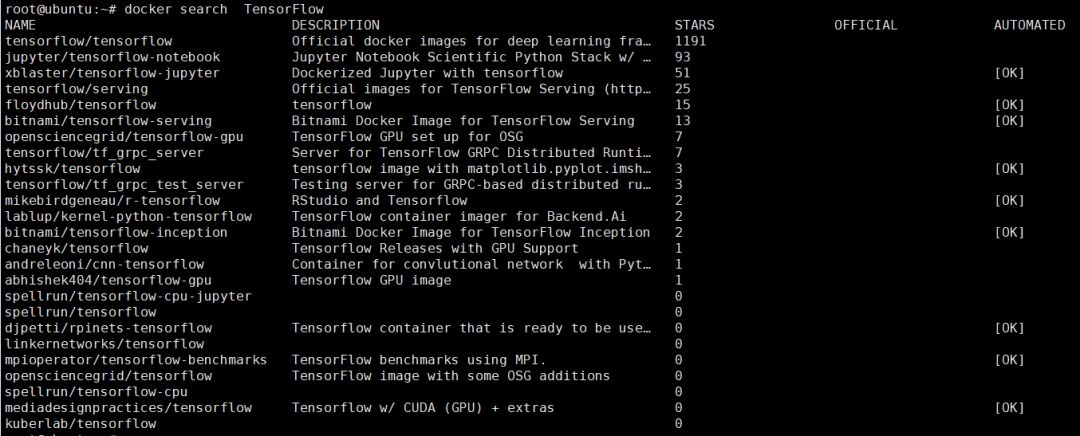 root@ubuntu:~# docker search  TensorFlow
NAME DESCRIPTION STARS OFFICIAL AUTOMATED
tensorflow/tensorflow Official docker images for deep learning fra… 1191
jupyter/tensorflow-notebook Jupyter Notebook Scientific Python Stack w/ … 93
xblaster/tensorflow-jupyter Dockerized Jupyter with tensorflow 51 [OK]
tensorflow/serving Official images for TensorFlow Serving (http… 25
floydhub/tensorflow tensorflow 15 [OK]
bitnami/tensorflow-serving Bitnami Docker Image for TensorFlow Serving 13 [OK]
opensciencegrid/tensorflow-gpu TensorFlow GPU set up for OSG 7
tensorflow/tf_grpc_server Server for TensorFlow GRPC Distributed Runti… 7
hytssk/tensorflow tensorflow image with matplotlib.pyplot.imsh… 3 [OK]
tensorflow/tf_grpc_test_server Testing server for GRPC-based distributed ru… 3
mikebirdgeneau/r-tensorflow RStudio and Tensorflow 2 [OK]
lablup/kernel-python-tensorflow TensorFlow container imager for Backend.Ai 2
bitnami/tensorflow-inception Bitnami Docker Image for TensorFlow Inception 2 [OK]
chaneyk/tensorflow Tensorflow Releases with GPU Support 1
andreleoni/cnn-tensorflow Container for convlutional network  with Pyt… 1
abhishek404/tensorflow-gpu Tensorflow GPU image 1
spellrun/tensorflow-cpu-jupyter 0
spellrun/tensorflow 0
djpetti/rpinets-tensorflow Tensorflow container that is ready to be use… 0 [OK]
linkernetworks/tensorflow 0
mpioperator/tensorflow-benchmarks TensorFlow benchmarks using MPI. 0 [OK]
opensciencegrid/tensorflow TensorFlow image with some OSG additions 0
spellrun/tensorflow-cpu 0
mediadesignpractices/tensorflow Tensorflow w/ CUDA (GPU) + extras 0 [OK]
kuberlab/tensorflow 0